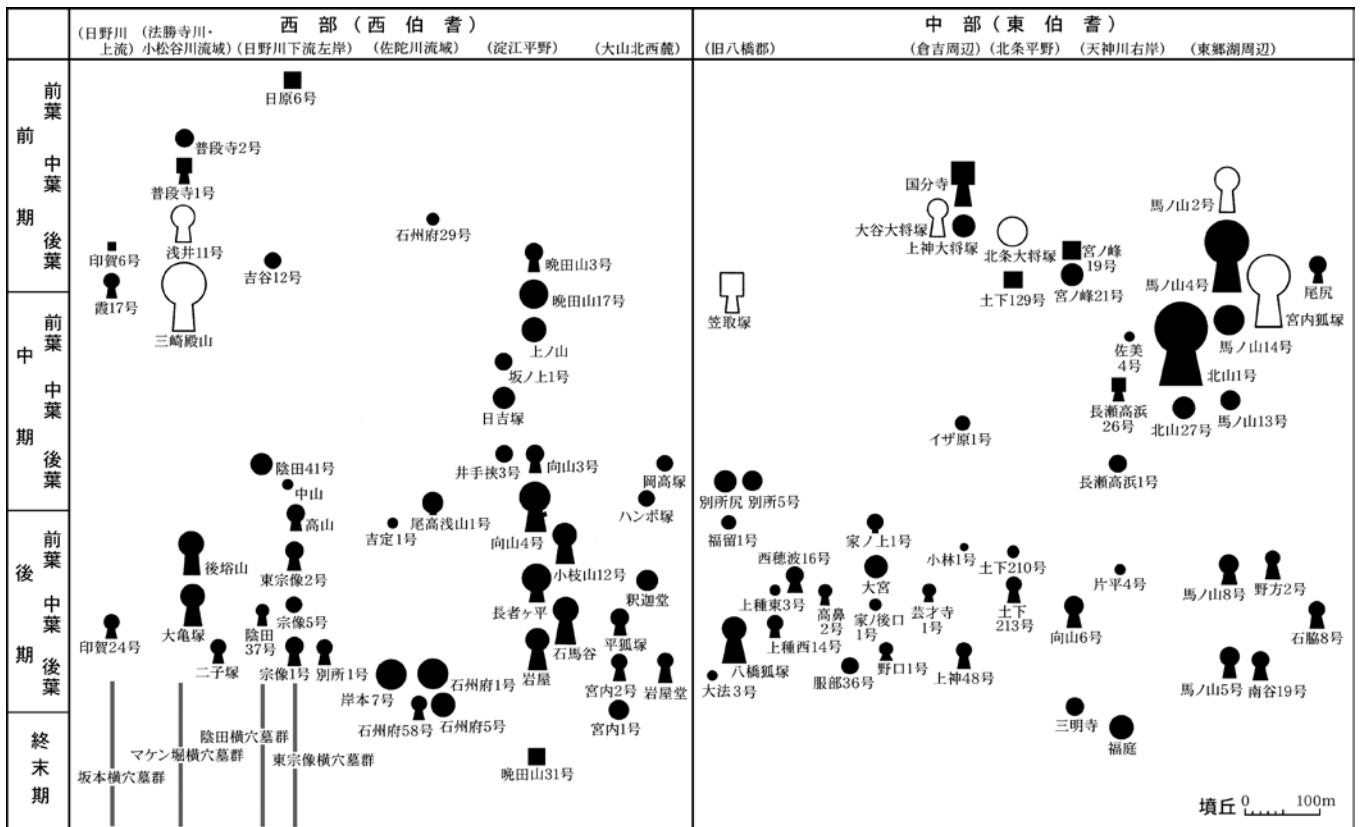 西部（西伯耆）
中部（東伯耆）
（日野川上流）
（法勝寺川・小松谷川流域）
（日野川下流左岸）
（佐陀川流域）
（淀江平野）
（大山北西麓）
（旧八橋郡）
（倉吉周辺）
（北条平野）
（天神川右岸）
（東郷湖周辺）
前期
前葉
中葉
後葉
中期
前葉
中葉
後葉
後期
前葉
中葉
後葉
終末期
印賀6号
霞17号
印賀24号
坂本横穴墓群
普段寺2号
普段寺1号
浅井11号
三崎殿山
後𡋗山
大亀塚
二子塚
マケン堀横穴墓群
日原6号
吉谷12号
陰田41号
中山
高山
東宗像2号
宗像5号
陰田
37号
宗像1号
別所1号
陰田横穴墓群
東宗像横穴墓群
石州府29号
尾高浅山1号
吉定1号
岸本7号
石州府1号
石州府58号
石州府5号
晩田山3号
晩田山17号
上ノ山
坂ノ上1号
日吉塚
井手挟3号
向山3号
向山4号
小枝山12号
長者ヶ平
石馬谷
岩屋
晩田山31号
岡高塚
ハンボ塚
釈迦堂
平狐塚
宮内2号
岩屋堂
宮内1号
笠取塚
別所尻
別所5号
福留1号
西穂波16号
上種東3号
高鼻
2号
上種西14号
八橋狐塚
大法3号
国分寺
大谷大将塚
上神大将塚
イザ原1号
家ノ上1号
大宮
小林1号
家ノ後口
1号
芸才寺
1号
服部36号
野口1号
上神48号
北条大将塚
土下129号
土下210号
土下
213号
宮ノ峰
19号
宮ノ峰21号
佐美
4号
長瀬高浜
26号
長瀬高浜1号
片平4号
向山6号
三明寺
福庭
馬ノ山2号
馬ノ山4号
宮内狐塚
尾尻
馬ノ山14号
北山1号
北山27号
馬ノ山13号
馬ノ山8号
野方2号
石脇8号
馬ノ山5号
南谷19号
墳丘 0 100m